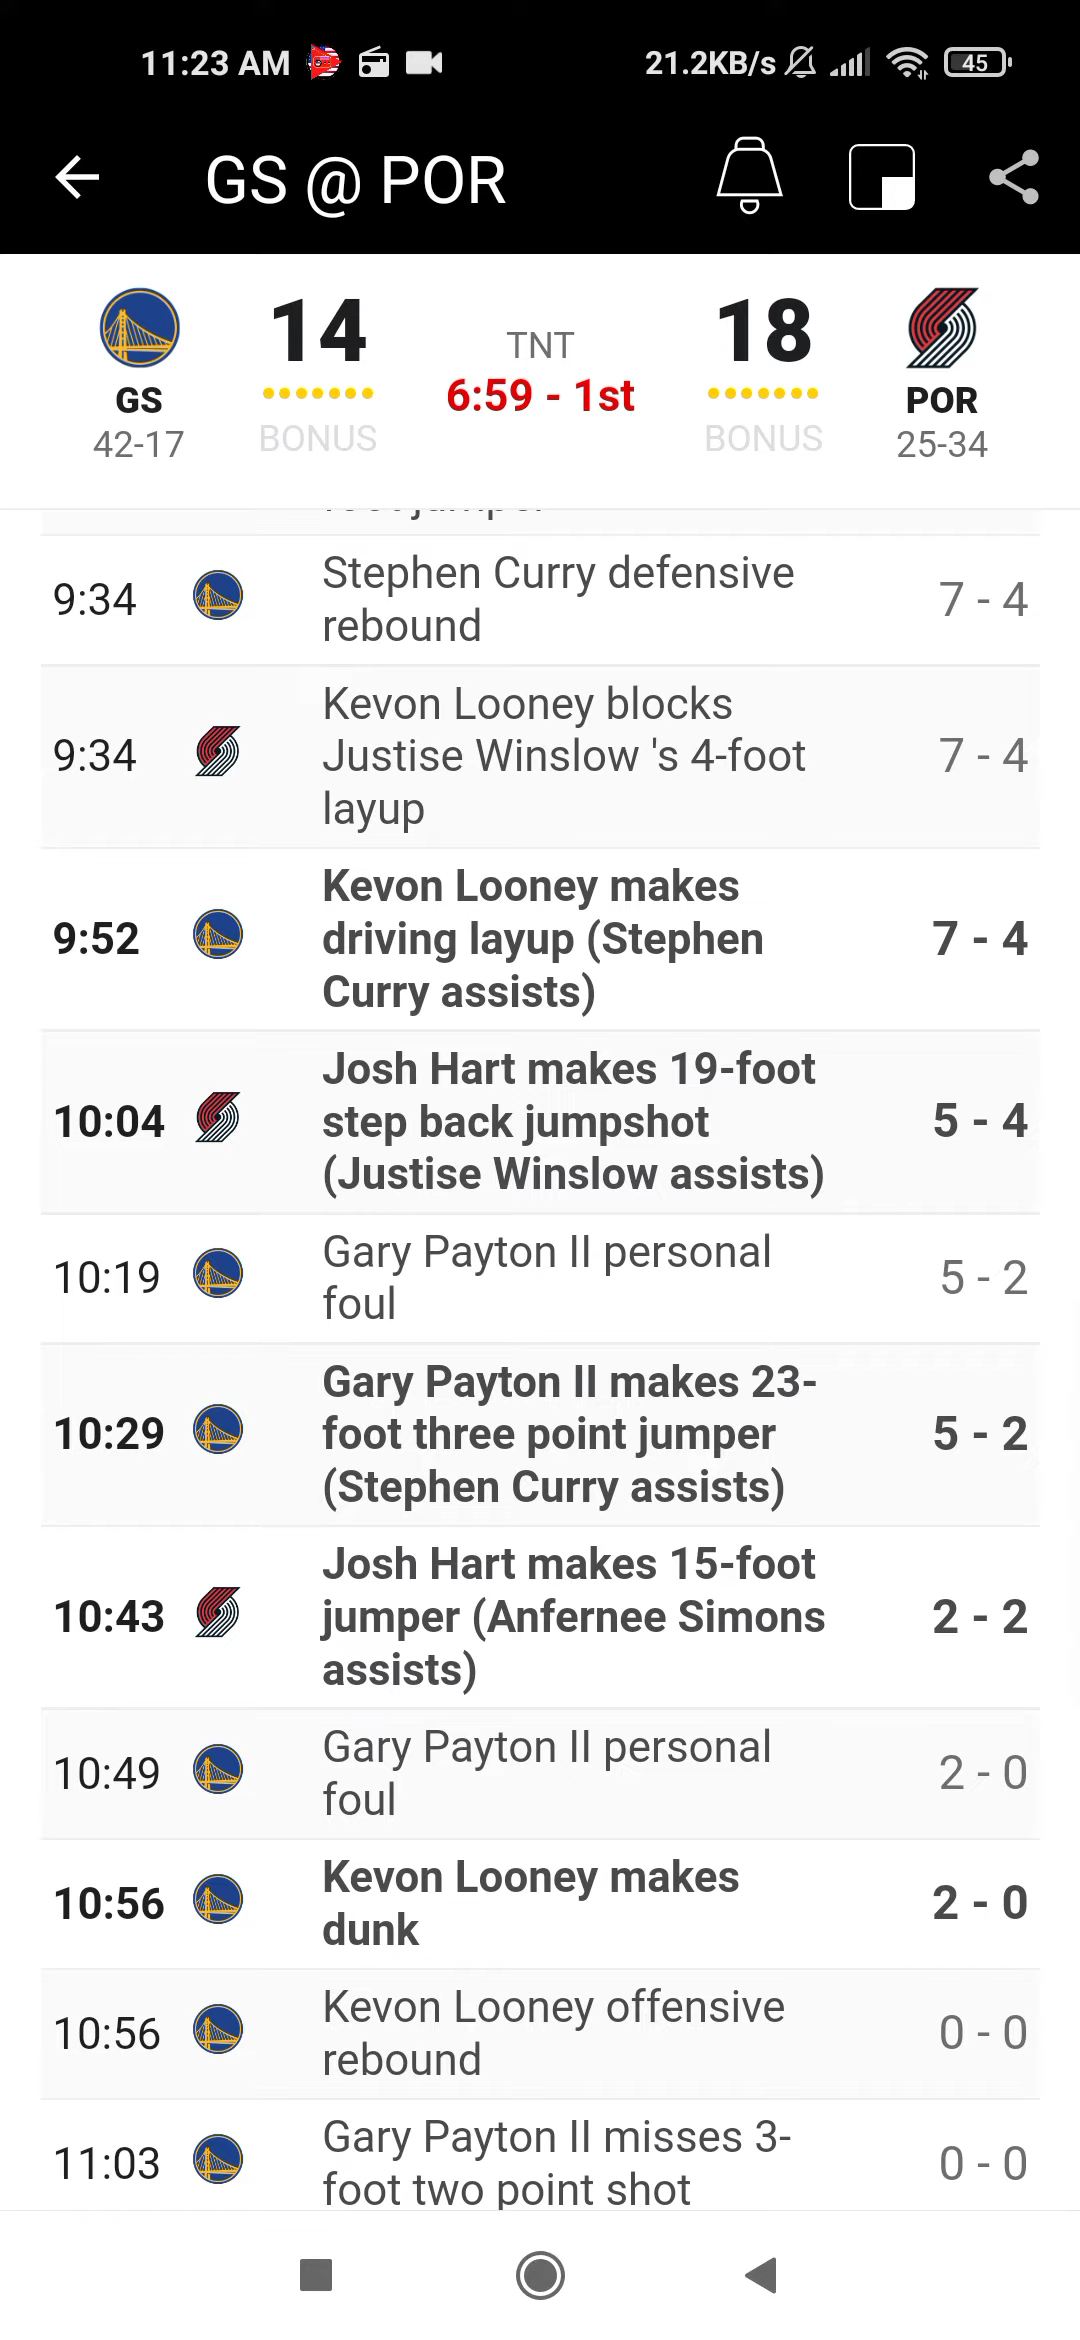 11:23 AM
21.2KB/s
45
GS @ POR
14
TNT
18
6:59 - 1st
GS
POR
42-17
BONUS
BONUS
25-34
9:34
Stephen Curry defensive
rebound
7 - 4
9:34
Kevon Looney blocks
Justise Winslow 's 4-foot
layup
7 - 4
9:52
Kevon Looney makes
driving layup (Stephen
Curry assists)
7 - 4
10:04
Josh Hart makes 19-foot
step back jumpshot
(Justise Winslow assists)
5 - 4
10:19
Gary Payton II personal
foul
5 - 2
10:29
Gary Payton II makes 23-
foot three point jumper
(Stephen Curry assists)
5 - 2
10:43
Josh Hart makes 15-foot
jumper (Anfernee Simons
assists)
2 - 2
10:49
Gary Payton II personal
foul
2 - 0
10:56
Kevon Looney makes
dunk
2 - 0
10:56
Kevon Looney offensive
rebound
0 - 0
11:03
Gary Payton II misses 3-
foot two point shot
0 - 0